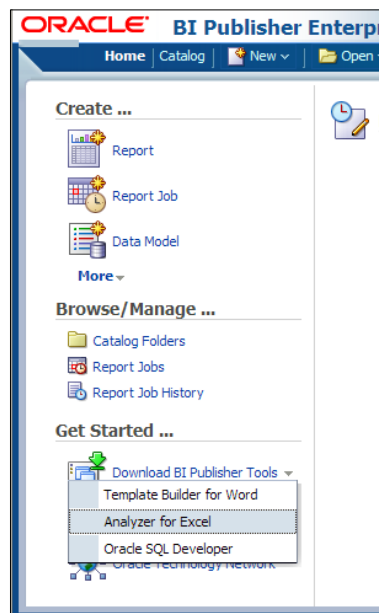 ORACLE BI Publisher Enterpr
Home Catalog New Open
Create ...
Report
Report Job
Data Model
More
Browse/Manage ...
Catalog Folders
Report Jobs
Report Job History
Get Started ...
Download BI Publisher Tools
Template Builder for Word
Analyzer for Excel
Oracle SQL Developer
Oracle Technology Network